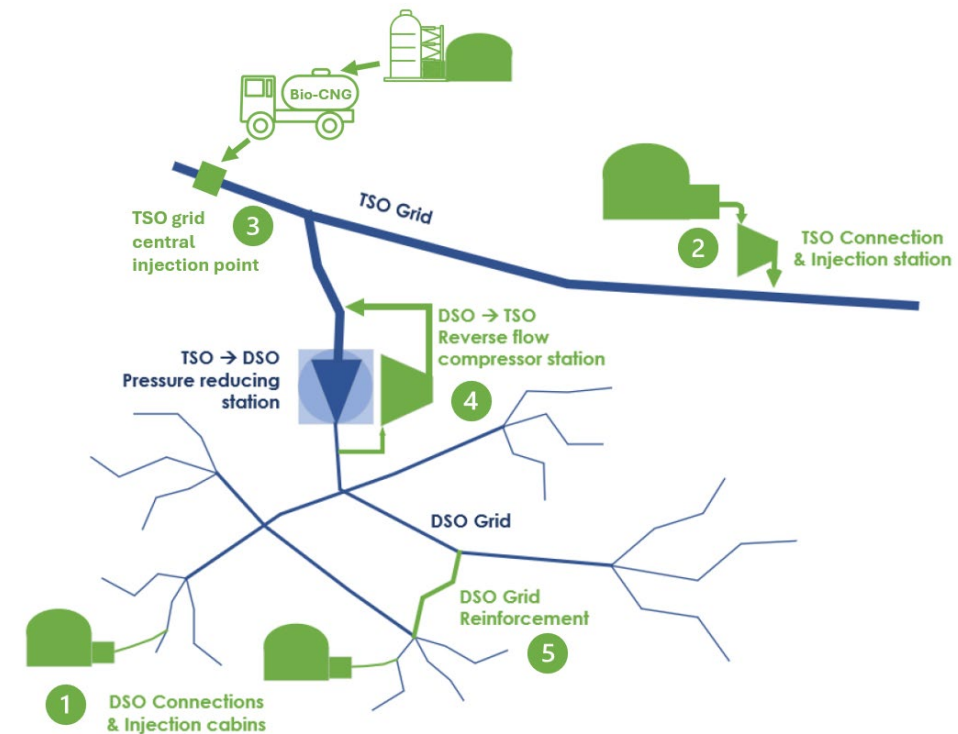 Bio-CNG
TSO Grid
TSO grid
central
injection point
3
2
TSO Connection
& Injection station
DSO → TSO
Reverse flow
compressor station
4
TSO → DSO
Pressure reducing
station
DSO Grid
DSO Grid
Reinforcement
5
1
DSO Connections
& Injection cabins